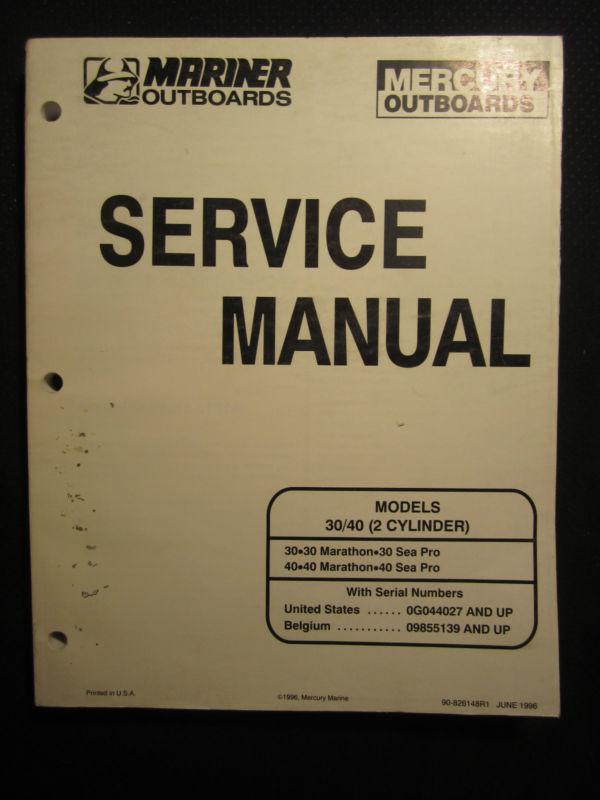 MARINER
OUTBOARDS
MERCURY
OUTBOARDS
SERVICE
MANUAL
MODELS
30/40 (2 CYLINDER)
30•30 Marathon•30 Sea Pro
40•40 Marathon•40 Sea Pro
With Serial Numbers
United States ...... 0G044027 AND UP
Belgium ........... 09855139 AND UP
Printed in U.S.A.
©1996, Mercury Marine
90-826148R1 JUNE 1996